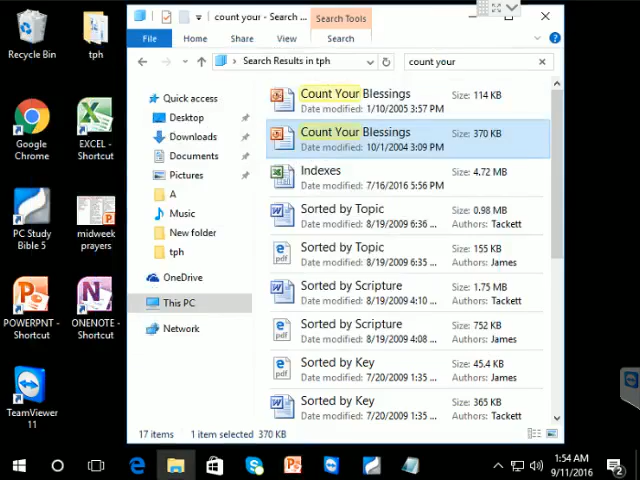 count your - Search ...
Search Tools
File
Home
Share
View
Search
Search Results in tph
count your
Quick access
Desktop
Downloads
Documents
Pictures
A
Music
New folder
tph
OneDrive
This PC
Network
Count Your Blessings
Date modified: 1/10/2005 3:57 PM
Size: 114 KB
Count Your Blessings
Date modified: 10/1/2004 3:09 PM
Size: 370 KB
Indexes
Date modified: 7/16/2016 5:56 PM
Size: 4.72 MB
Sorted by Topic
Date modified: 8/19/2009 6:36 ...
Size: 0.98 MB
Authors: Tackett
Sorted by Topic
Date modified: 8/19/2009 6:35 ...
Size: 155 KB
Authors: James
Sorted by Scripture
Date modified: 8/19/2009 4:10 ...
Size: 1.75 MB
Authors: Tackett
Sorted by Scripture
Date modified: 8/19/2009 4:08 ...
Size: 752 KB
Authors: James
Sorted by Key
Date modified: 7/20/2009 1:35 ...
Size: 45.4 KB
Authors: James
Sorted by Key
Date modified: 7/20/2009 1:35 ...
Size: 365 KB
Authors: Tackett
17 items
1 item selected 370 KB
Recycle Bin
tph
Google
Chrome
EXCEL -
Shortcut
PC Study
Bible 5
midweek
prayers
POWERPNT -
Shortcut
ONENOTE -
Shortcut
TeamViewer
11
1:54 AM
9/11/2016
2